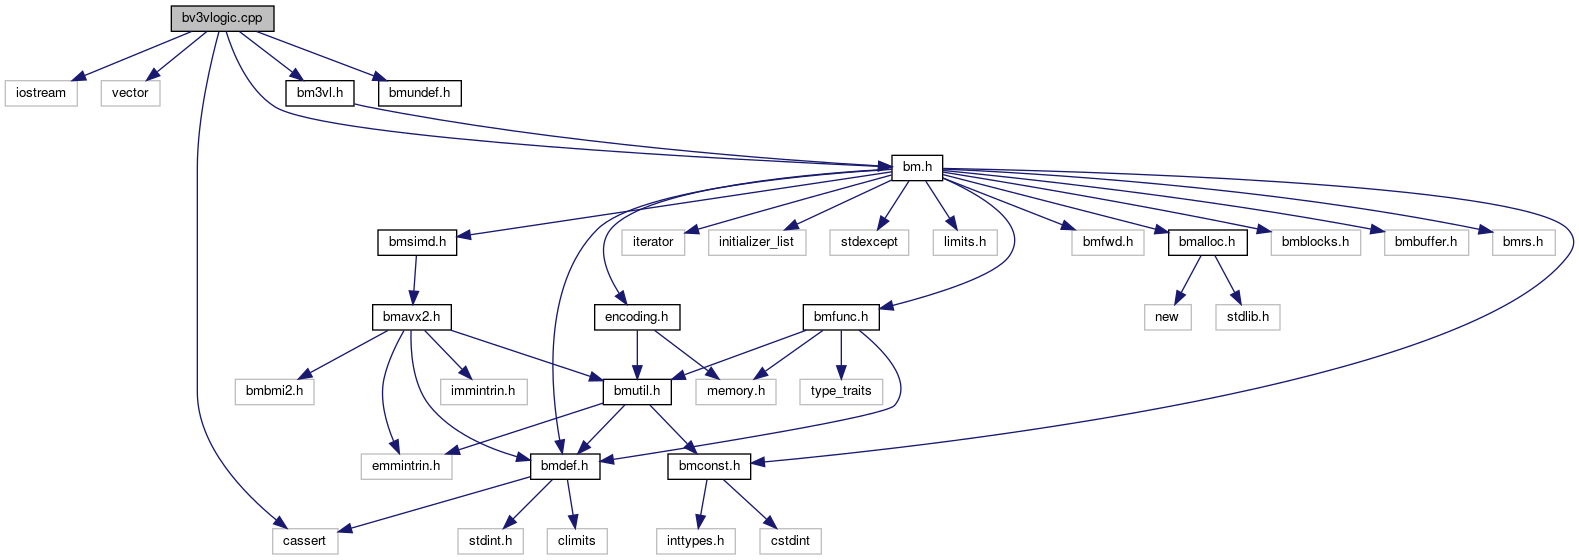 bv3vlogic.cpp
iostream
vector
bm3vl.h
bmundef.h
bm.h
bmsimd.h
iterator
initializer_list
stdexcept
limits.h
bmfwd.h
bmalloc.h
bmblocks.h
bmbuffer.h
bmrs.h
bmavx2.h
encoding.h
bmfunc.h
new
stdlib.h
bmbmi2.h
immintrin.h
bmutil.h
memory.h
type_traits
emmintrin.h
bmdef.h
bmconst.h
cassert
stdint.h
climits
inttypes.h
cstdint